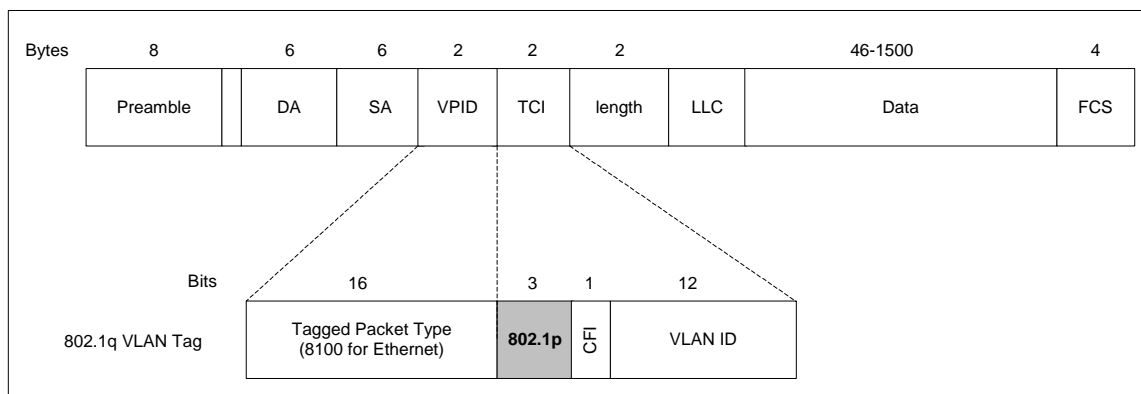 Bytes 8 6 6 2 2 2 46-1500 4
Preamble DA SA VPID TCI length LLC Data FCS
Bits 16 3 1 12
802.1q VLAN Tag
Tagged Packet Type
(8100 for Ethernet)
802.1p
CFI
VLAN ID